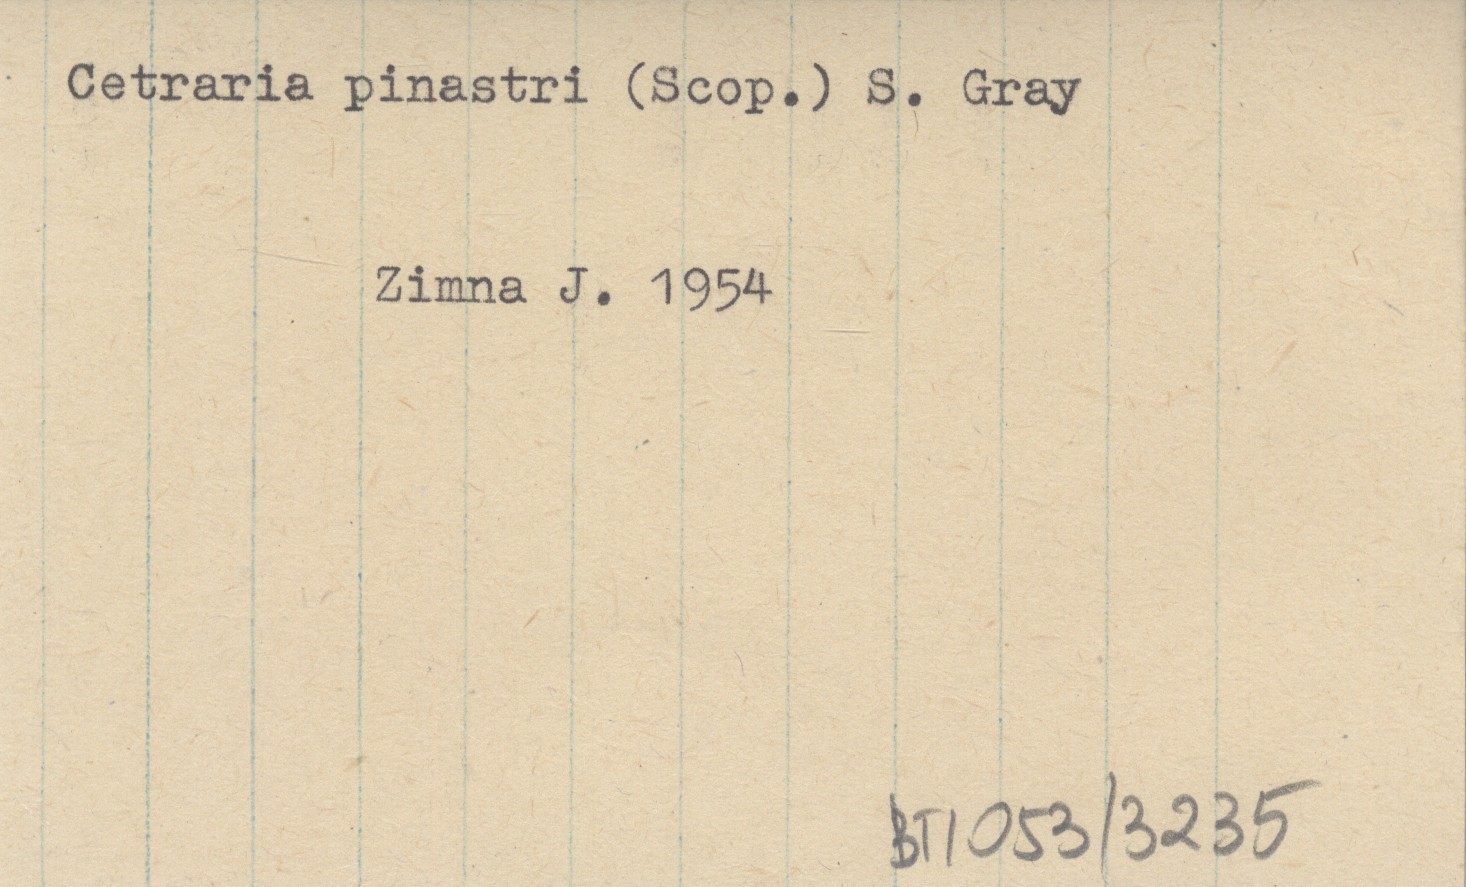 Cetraria pinastri (Scop.) S. Gray
Zimna J. 1954
BT1053/3235